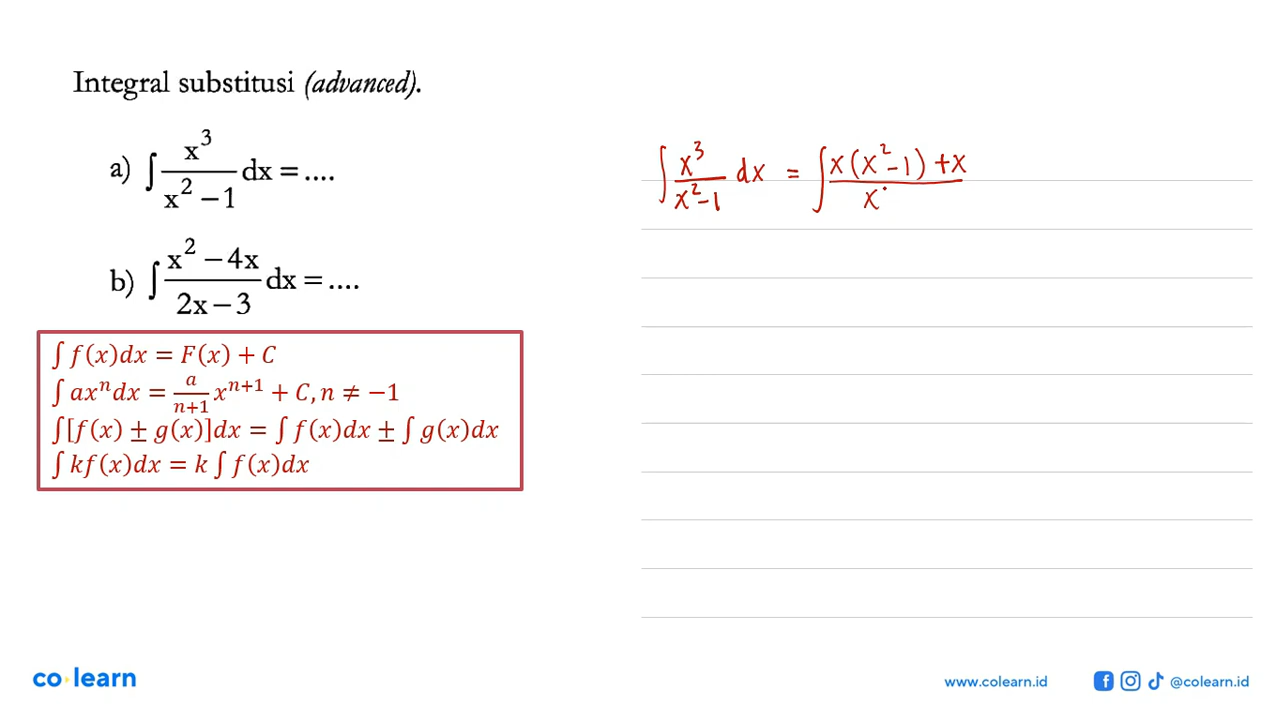 Integral substitusi (advanced).
a) ∫ x³/(x² − 1) dx = ....
b) ∫ (x² − 4x)/(2x − 3) dx = ....
∫ f(x)dx = F(x) + C
∫ axⁿdx = a/(n+1) xⁿ⁺¹ + C, n ≠ −1
∫[f(x) ± g(x)]dx = ∫ f(x)dx ± ∫ g(x)dx
∫ kf(x)dx = k ∫ f(x)dx
∫ x³/(x²−1) dx = ∫ (x(x²−1) + x)/x
co·learn
www.colearn.id
@colearn.id